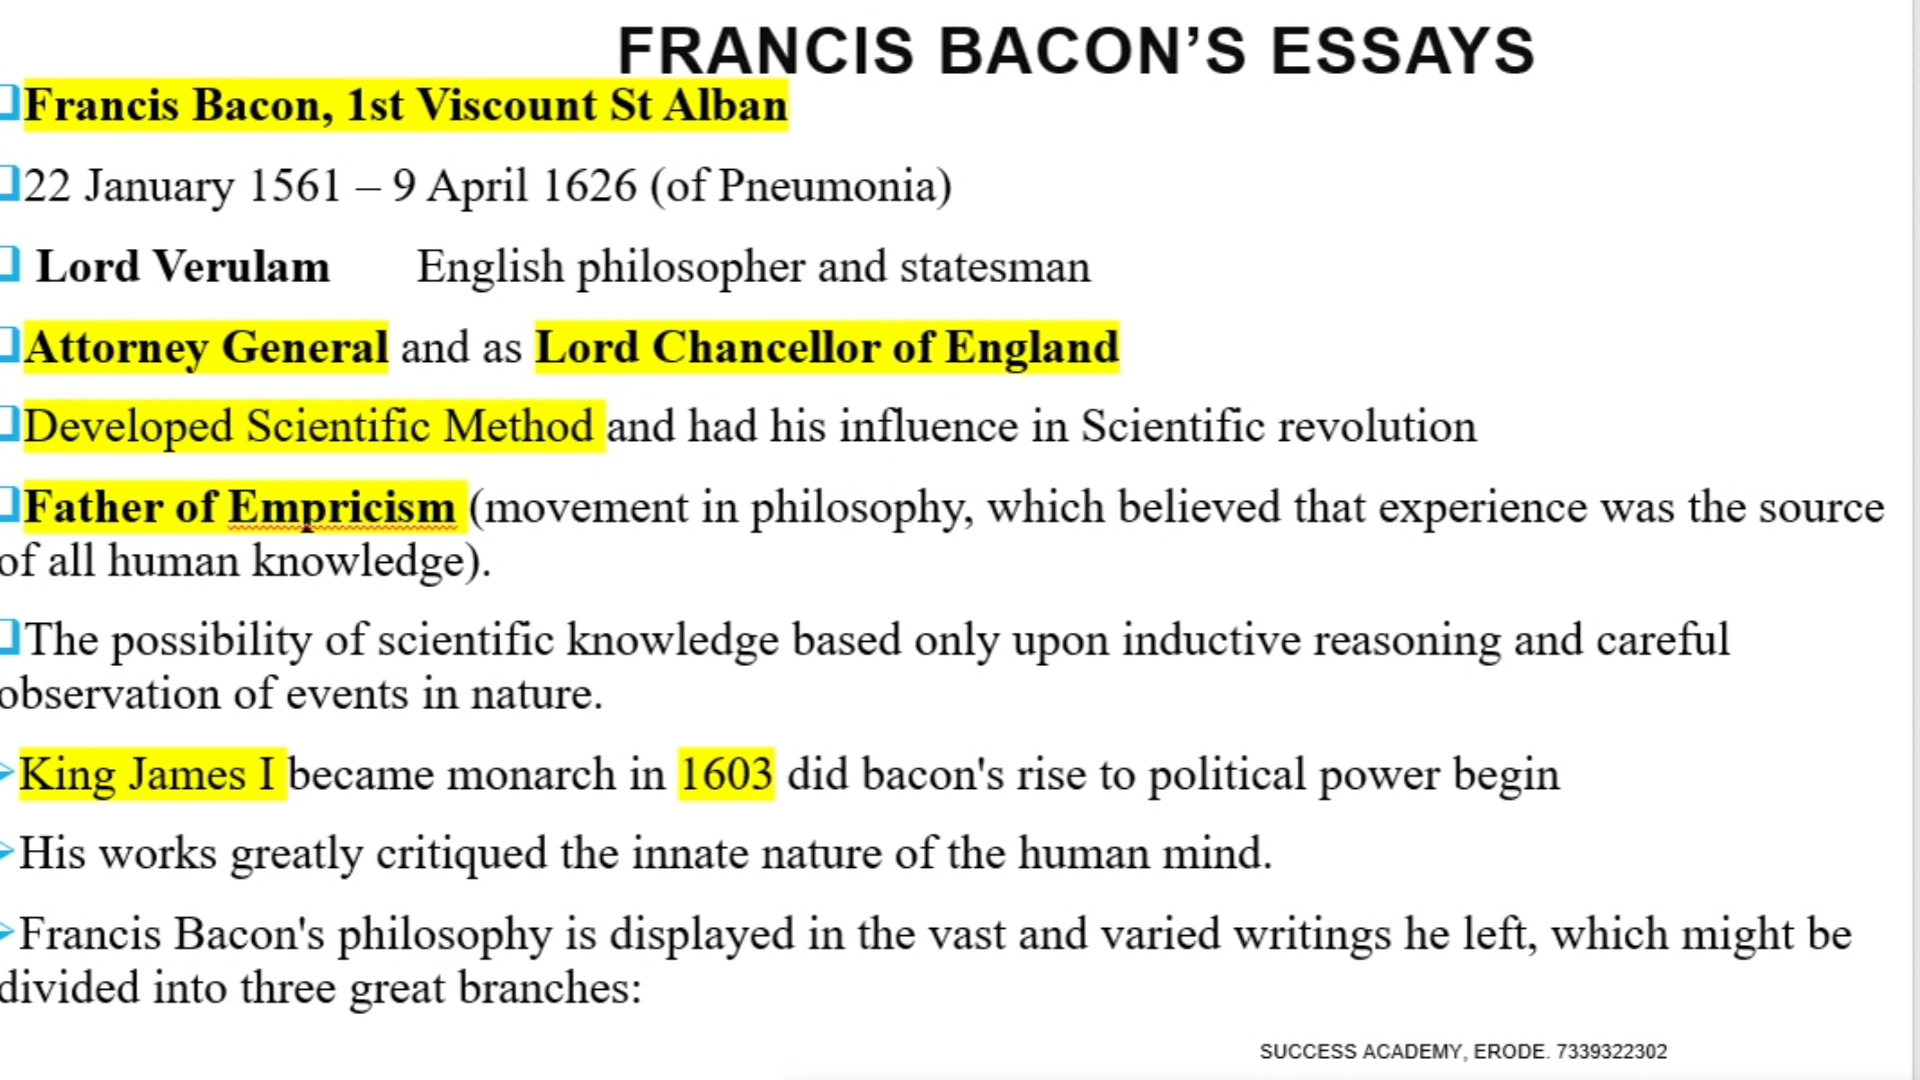 FRANCIS BACON’S ESSAYS
Francis Bacon, 1st Viscount St Alban
22 January 1561 – 9 April 1626 (of Pneumonia)
Lord Verulam English philosopher and statesman
Attorney General and as Lord Chancellor of England
Developed Scientific Method and had his influence in Scientific revolution
Father of Empricism (movement in philosophy, which believed that experience was the source
of all human knowledge).
The possibility of scientific knowledge based only upon inductive reasoning and careful
observation of events in nature.
King James I became monarch in 1603 did bacon's rise to political power begin
His works greatly critiqued the innate nature of the human mind.
Francis Bacon's philosophy is displayed in the vast and varied writings he left, which might be
divided into three great branches:
SUCCESS ACADEMY, ERODE. 7339322302